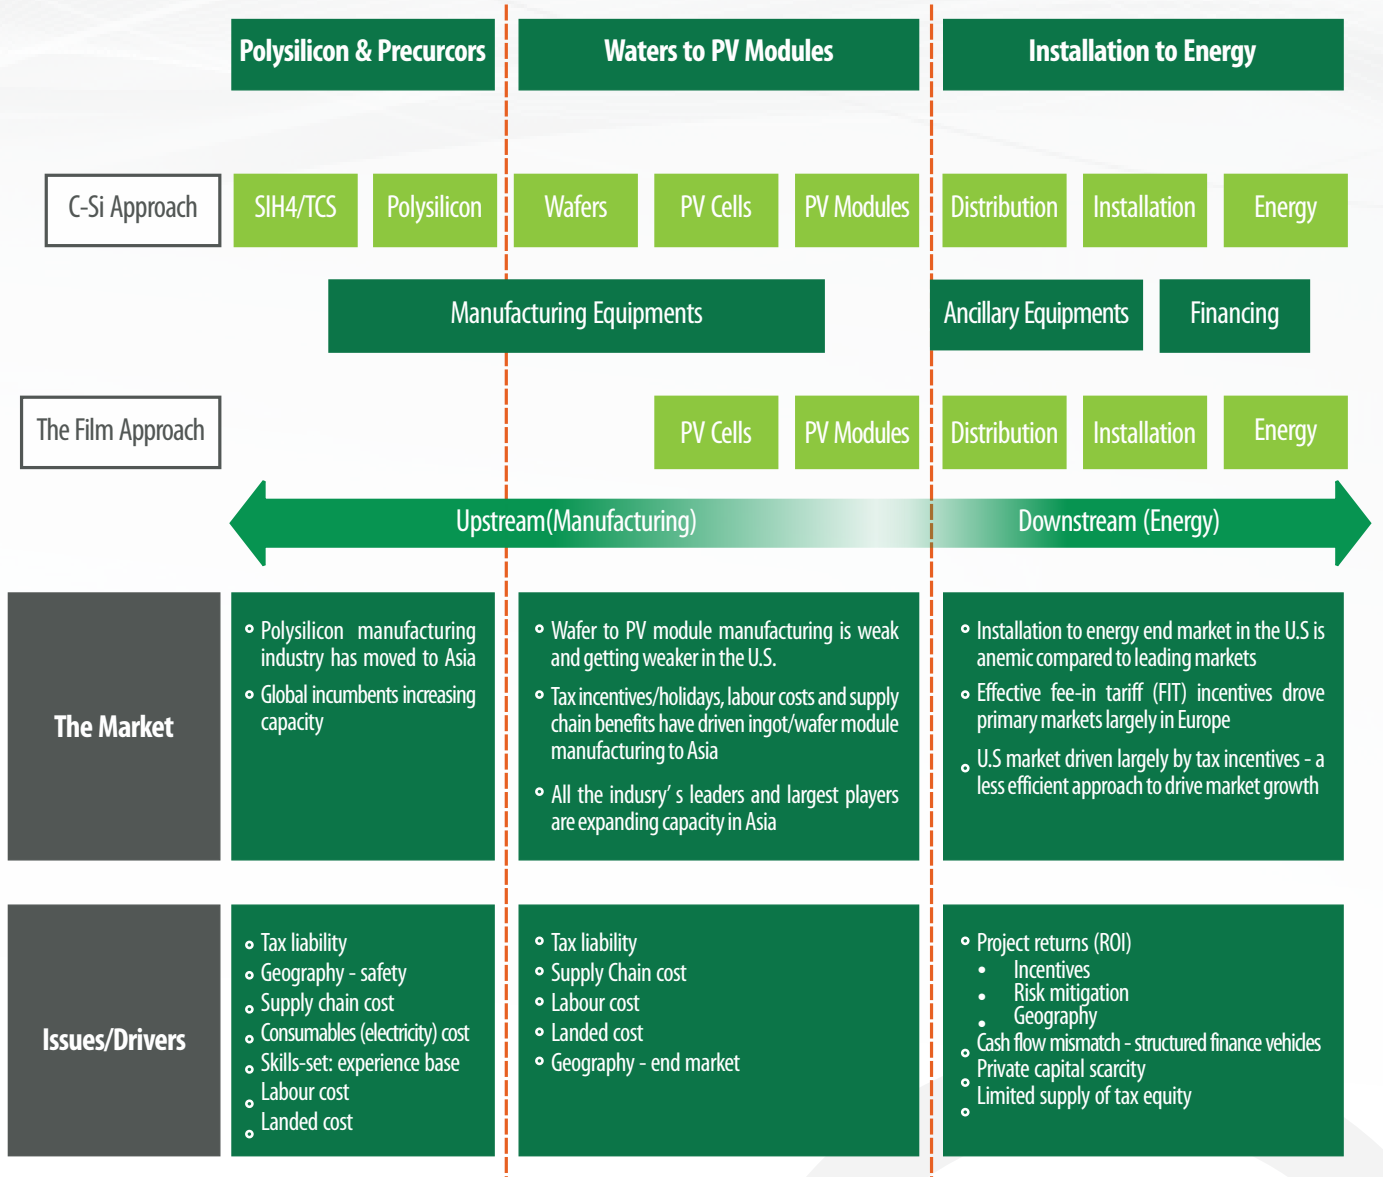 Polysilicon & Precurcors
Waters to PV Modules
Installation to Energy
C-Si Approach
SIH4/TCS
Polysilicon
Wafers
PV Cells
PV Modules
Distribution
Installation
Energy
Manufacturing Equipments
Ancillary Equipments
Financing
The Film Approach
PV Cells
PV Modules
Distribution
Installation
Energy
Upstream(Manufacturing)
Downstream (Energy)
The Market
Polysilicon manufacturing
industry has moved to Asia
Global incumbents increasing
capacity
Wafer to PV module manufacturing is weak
and getting weaker in the U.S.
Tax incentives/holidays, labour costs and supply
chain benefits have driven ingot/wafer module
manufacturing to Asia
All the indusry' s leaders and largest players
are expanding capacity in Asia
Installation to energy end market in the U.S is
anemic compared to leading markets
Effective fee-in tariff (FIT) incentives drove
primary markets largely in Europe
U.S market driven largely by tax incentives - a
less efficient approach to drive market growth
Issues/Drivers
Tax liability
Geography - safety
Supply chain cost
Consumables (electricity) cost
Skills-set: experience base
Labour cost
Landed cost
Tax liability
Supply Chain cost
Labour cost
Landed cost
Geography - end market
Project returns (ROI)
Incentives
Risk mitigation
Geography
Cash flow mismatch - structured finance vehicles
Private capital scarcity
Limited supply of tax equity